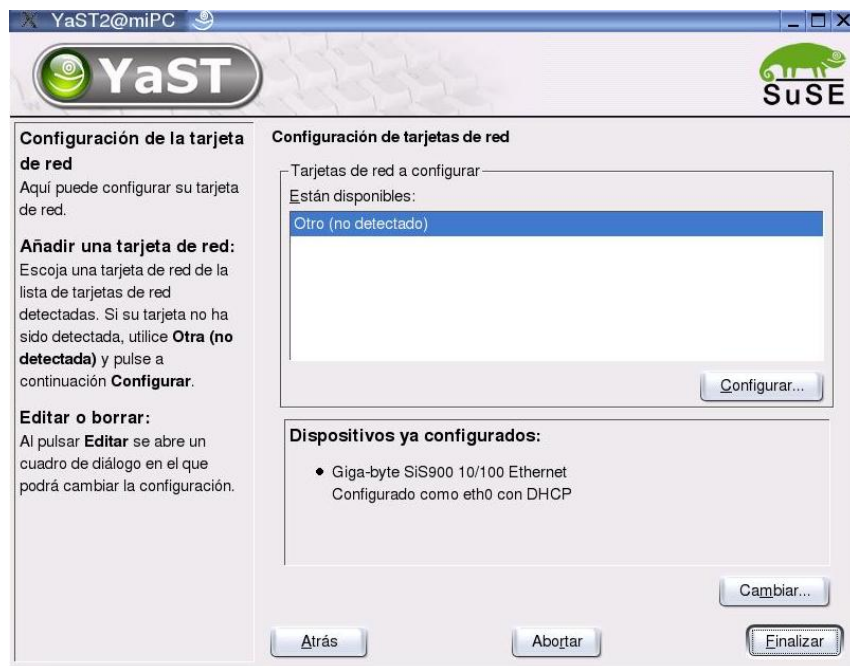 YaST2@miPC
YaST
SuSE
Configuración de la tarjeta
de red
Aquí puede configurar su tarjeta
de red.
Añadir una tarjeta de red:
Escoja una tarjeta de red de la
lista de tarjetas de red
detectadas. Si su tarjeta no ha
sido detectada, utilice Otra (no
detectada) y pulse a
continuación Configurar.
Editar o borrar:
Al pulsar Editar se abre un
cuadro de diálogo en el que
podrá cambiar la configuración.
Configuración de tarjetas de red
Tarjetas de red a configurar
Están disponibles:
Otro (no detectado)
Configurar...
Dispositivos ya configurados:
Giga-byte SiS900 10/100 Ethernet
Configurado como eth0 con DHCP
Cambiar...
Atrás
Abortar
Finalizar